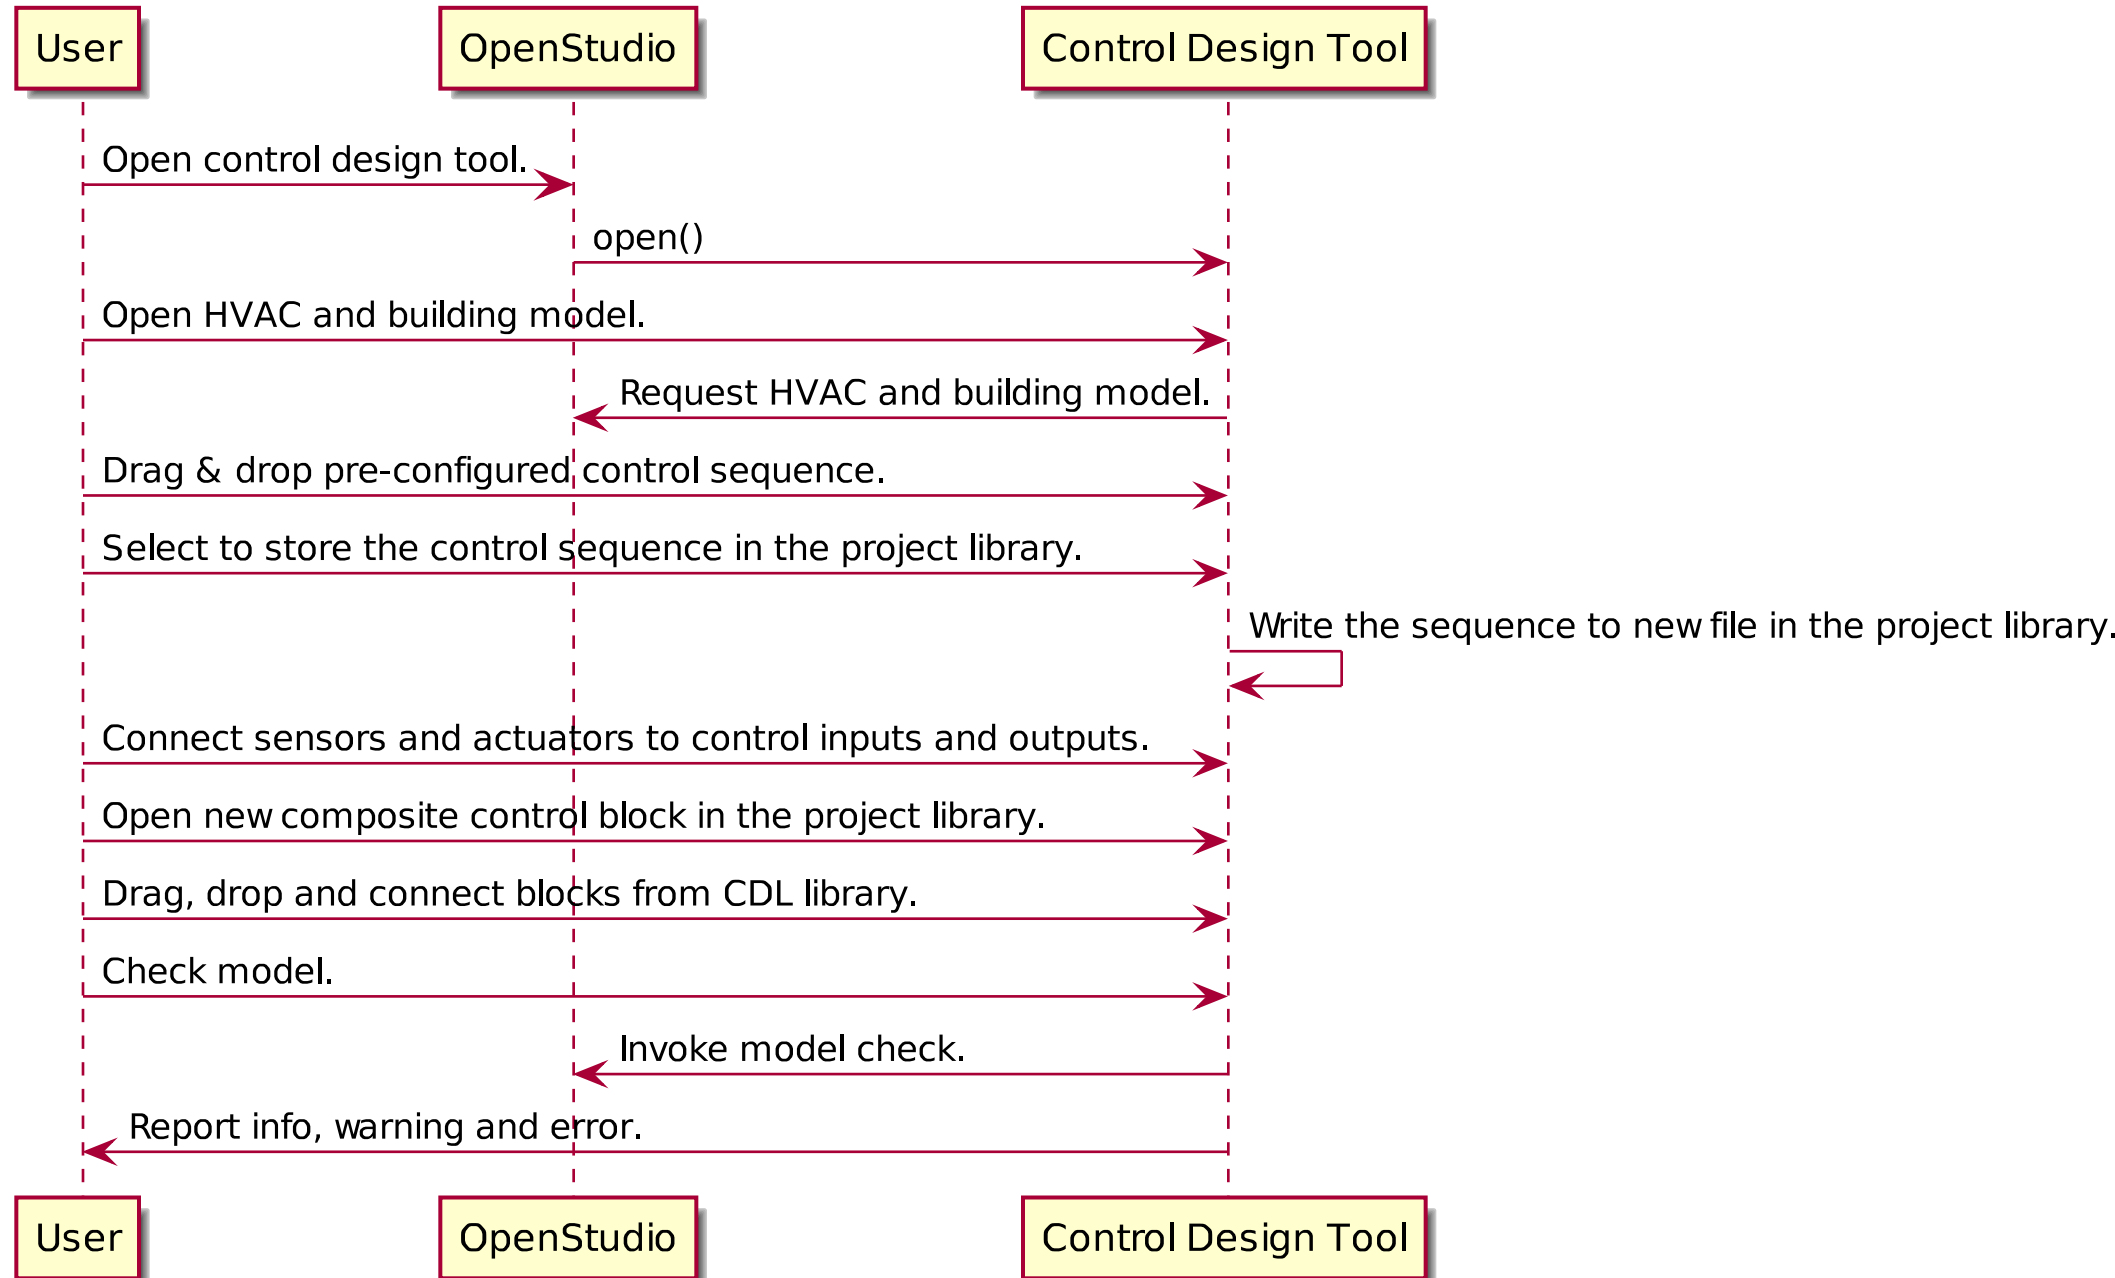 User
OpenStudio
Control Design Tool
Open control design tool.
open()
Open HVAC and building model.
Request HVAC and building model.
Drag & drop pre-configured control sequence.
Select to store the control sequence in the project library.
Write the sequence to new file in the project library.
Connect sensors and actuators to control inputs and outputs.
Open new composite control block in the project library.
Drag, drop and connect blocks from CDL library.
Check model.
Invoke model check.
Report info, warning and error.
User
OpenStudio
Control Design Tool